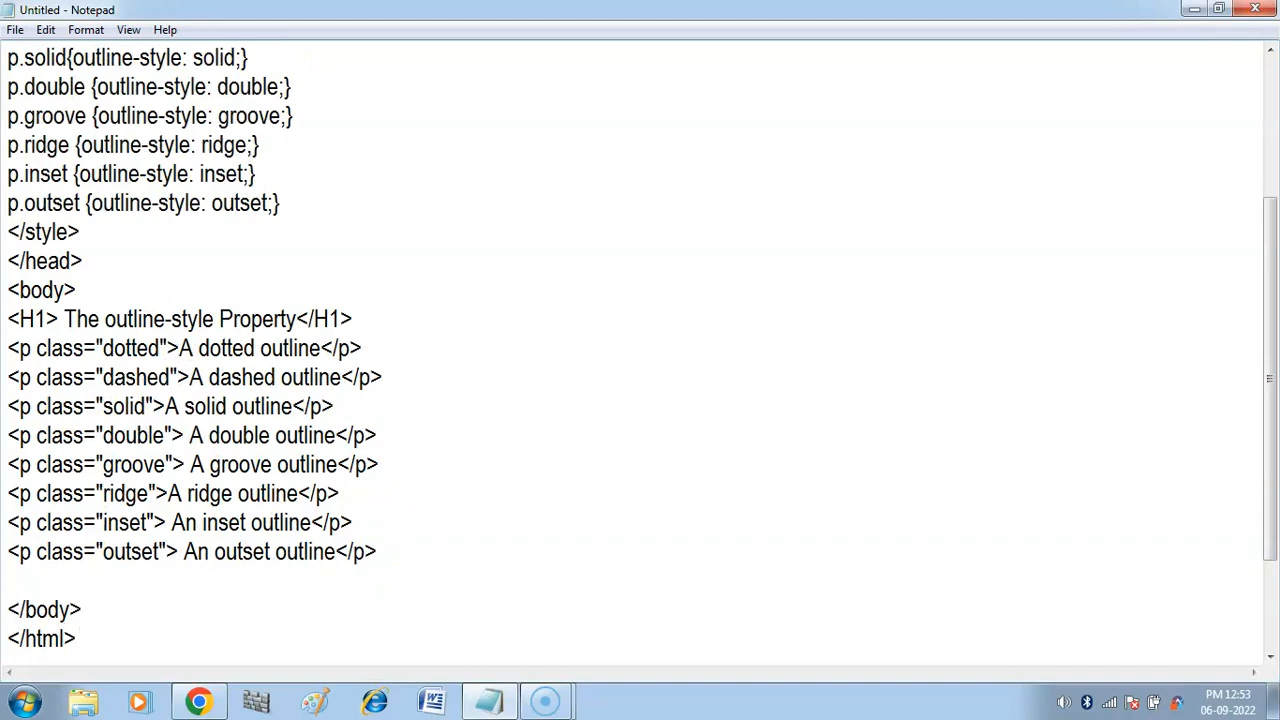 Untitled - Notepad
File Edit Format View Help
p.solid{outline-style: solid;}
p.double {outline-style: double;}
p.groove {outline-style: groove;}
p.ridge {outline-style: ridge;}
p.inset {outline-style: inset;}
p.outset {outline-style: outset;}
</style>
</head>
<body>
<H1> The outline-style Property</H1>
<p class="dotted">A dotted outline</p>
<p class="dashed">A dashed outline</p>
<p class="solid">A solid outline</p>
<p class="double"> A double outline</p>
<p class="groove"> A groove outline</p>
<p class="ridge">A ridge outline</p>
<p class="inset"> An inset outline</p>
<p class="outset"> An outset outline</p>
</body>
</html>
PM 12:53
06-09-2022